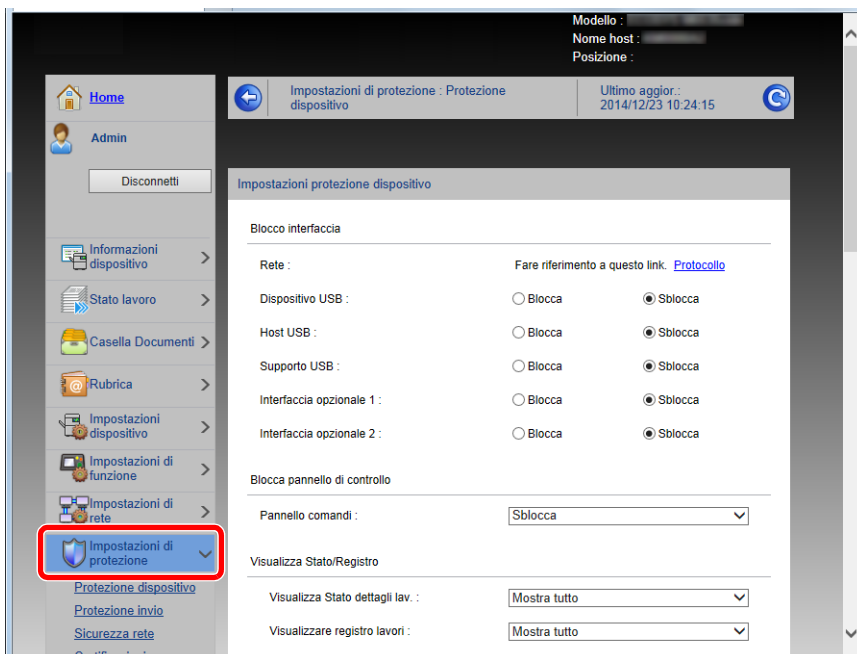 Modello :
Nome host :
Posizione :
Home
Admin
Disconnetti
Informazioni
dispositivo
Stato lavoro
Casella Documenti
Rubrica
Impostazioni
dispositivo
Impostazioni di
funzione
Impostazioni di
rete
Impostazioni di
protezione
Protezione dispositivo
Protezione invio
Sicurezza rete
Impostazioni di protezione : Protezione
dispositivo
Ultimo aggior.:
2014/12/23 10:24:15
Impostazioni protezione dispositivo
Blocco interfaccia
Rete : Fare riferimento a questo link. Protocollo
Dispositivo USB : Blocca Sblocca
Host USB : Blocca Sblocca
Supporto USB : Blocca Sblocca
Interfaccia opzionale 1 : Blocca Sblocca
Interfaccia opzionale 2 : Blocca Sblocca
Blocca pannello di controllo
Pannello comandi : Sblocca
Visualizza Stato/Registro
Visualizza Stato dettagli lav. : Mostra tutto
Visualizzare registro lavori : Mostra tutto